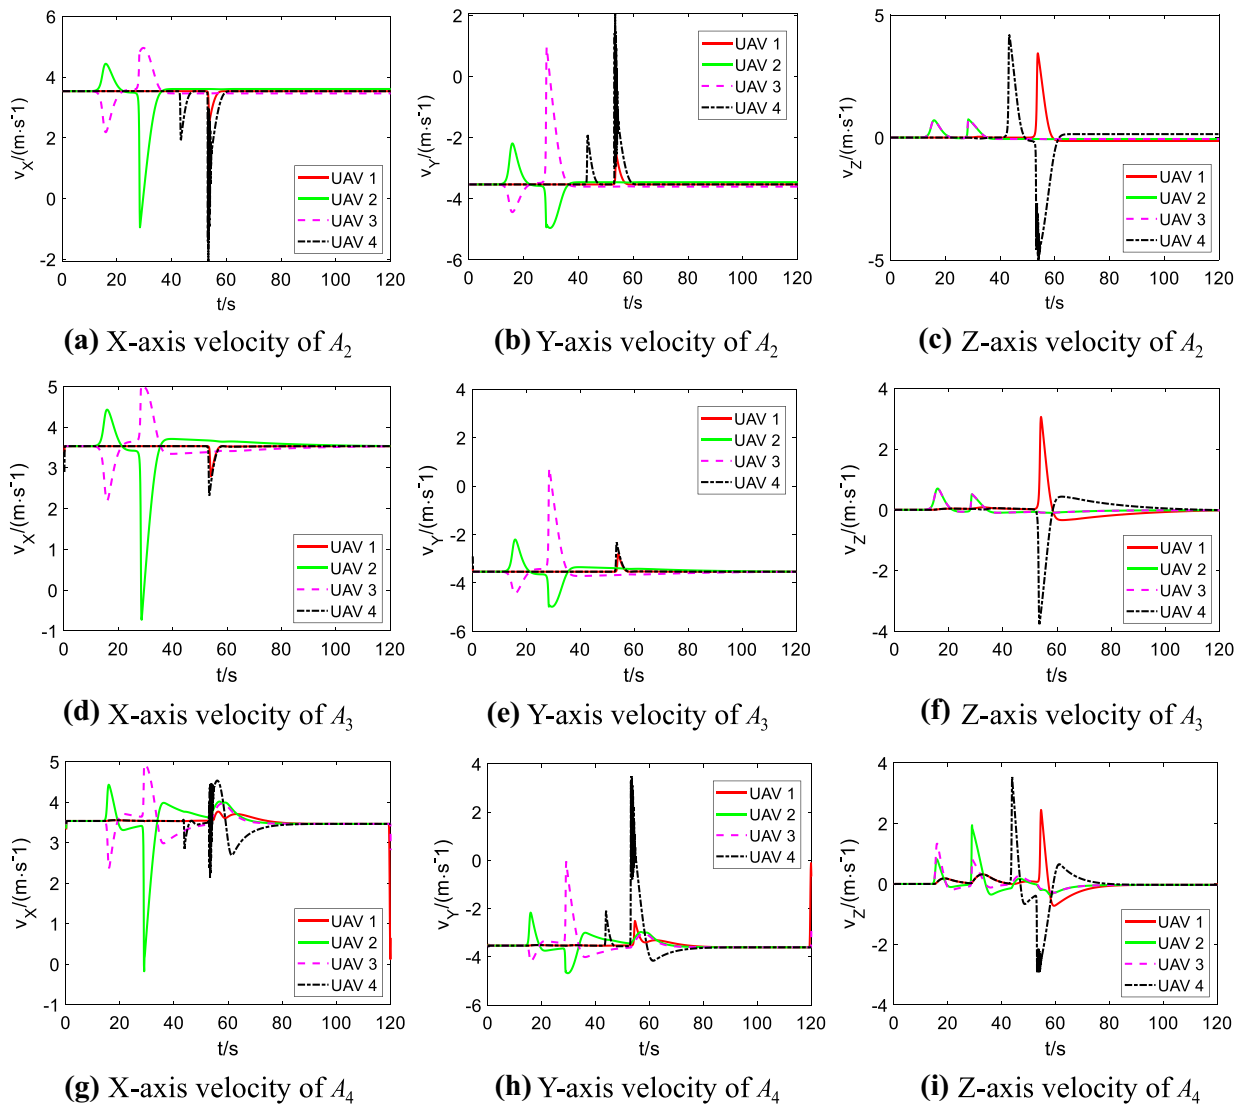 6
4
2
0
-2
0 20 40 60 80 100 120
v_X/(m·s⁻1)
t/s
UAV 1
UAV 2
UAV 3
UAV 4
(a) X-axis velocity of A_2
2
0
-2
-4
-6
0 20 40 60 80 100 120
v_Y/(m·s⁻1)
t/s
UAV 1
UAV 2
UAV 3
UAV 4
(b) Y-axis velocity of A_2
5
0
-5
0 20 40 60 80 100 120
v_Z/(m·s⁻1)
t/s
UAV 1
UAV 2
UAV 3
UAV 4
(c) Z-axis velocity of A_2
5
4
3
2
1
0
-1
0 20 40 60 80 100 120
v_X/(m·s⁻1)
t/s
UAV 1
UAV 2
UAV 3
UAV 4
(d) X-axis velocity of A_3
4
2
0
-2
-4
-6
0 20 40 60 80 100 120
v_Y/(m·s⁻1)
t/s
UAV 1
UAV 2
UAV 3
UAV 4
(e) Y-axis velocity of A_3
4
2
0
-2
-4
0 20 40 60 80 100 120
v_Z/(m·s⁻1)
t/s
UAV 1
UAV 2
UAV 3
UAV 4
(f) Z-axis velocity of A_3
5
4
3
2
1
0
-1
0 20 40 60 80 100 120
v_X/(m·s⁻1)
t/s
UAV 1
UAV 2
UAV 3
UAV 4
(g) X-axis velocity of A_4
4
2
0
-2
-4
-6
0 20 40 60 80 100 120
v_Y/(m·s⁻1)
t/s
UAV 1
UAV 2
UAV 3
UAV 4
(h) Y-axis velocity of A_4
4
2
0
-2
-4
0 20 40 60 80 100 120
v_Z/(m·s⁻1)
t/s
UAV 1
UAV 2
UAV 3
UAV 4
(i) Z-axis velocity of A_4